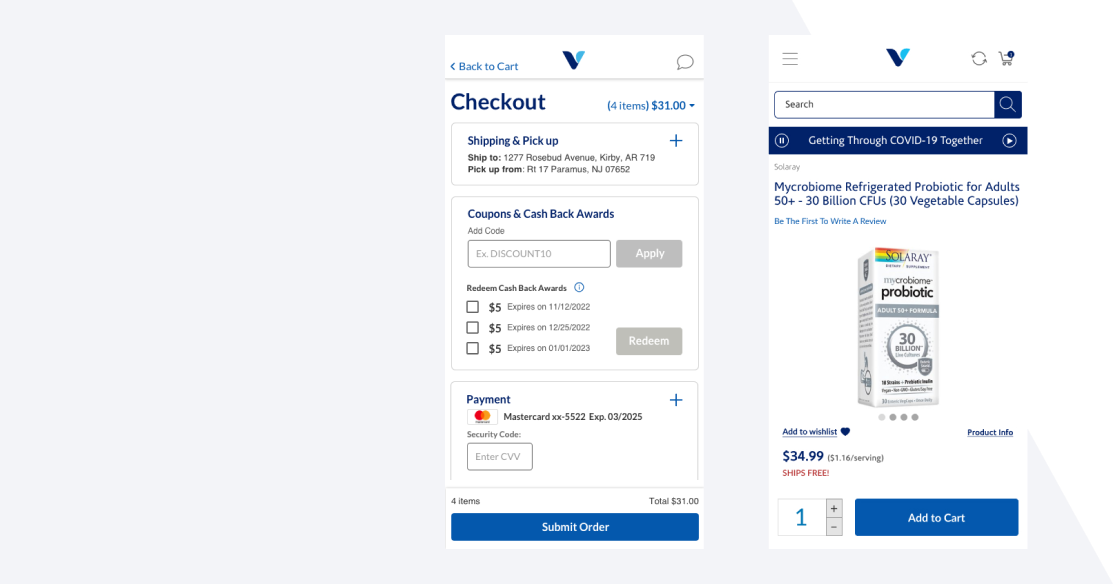 Back to Cart
Checkout
(4 items) $31.00
Shipping & Pick up
Ship to: 1277 Rosebud Avenue, Kirby, AR 719
Pick up from: Rt 17 Paramus, NJ 07652
Coupons & Cash Back Awards
Add Code
Ex. DISCOUNT10
Apply
Redeem Cash Back Awards
$5 Expires on 11/12/2022
$5 Expires on 12/25/2022
$5 Expires on 01/01/2023
Redeem
Payment
Mastercard xx-5522 Exp. 03/2025
Security Code:
Enter CVV
4 items
Total $31.00
Submit Order
1
Search
Getting Through COVID-19 Together
Solaray
Mycrobiome Refrigerated Probiotic for Adults
50+ - 30 Billion CFUs (30 Vegetable Capsules)
Be The First To Write A Review
SOLARAY
DIETARY SUPPLEMENT
mycrobiome
probiotic
ADULT 50+ FORMULA
30
BILLION
Live Cultures
18 Strains + Prebiotic Inulin
Add to wishlist
Product Info
$34.99 ($1.16/serving)
SHIPS FREE!
1
+
−
Add to Cart